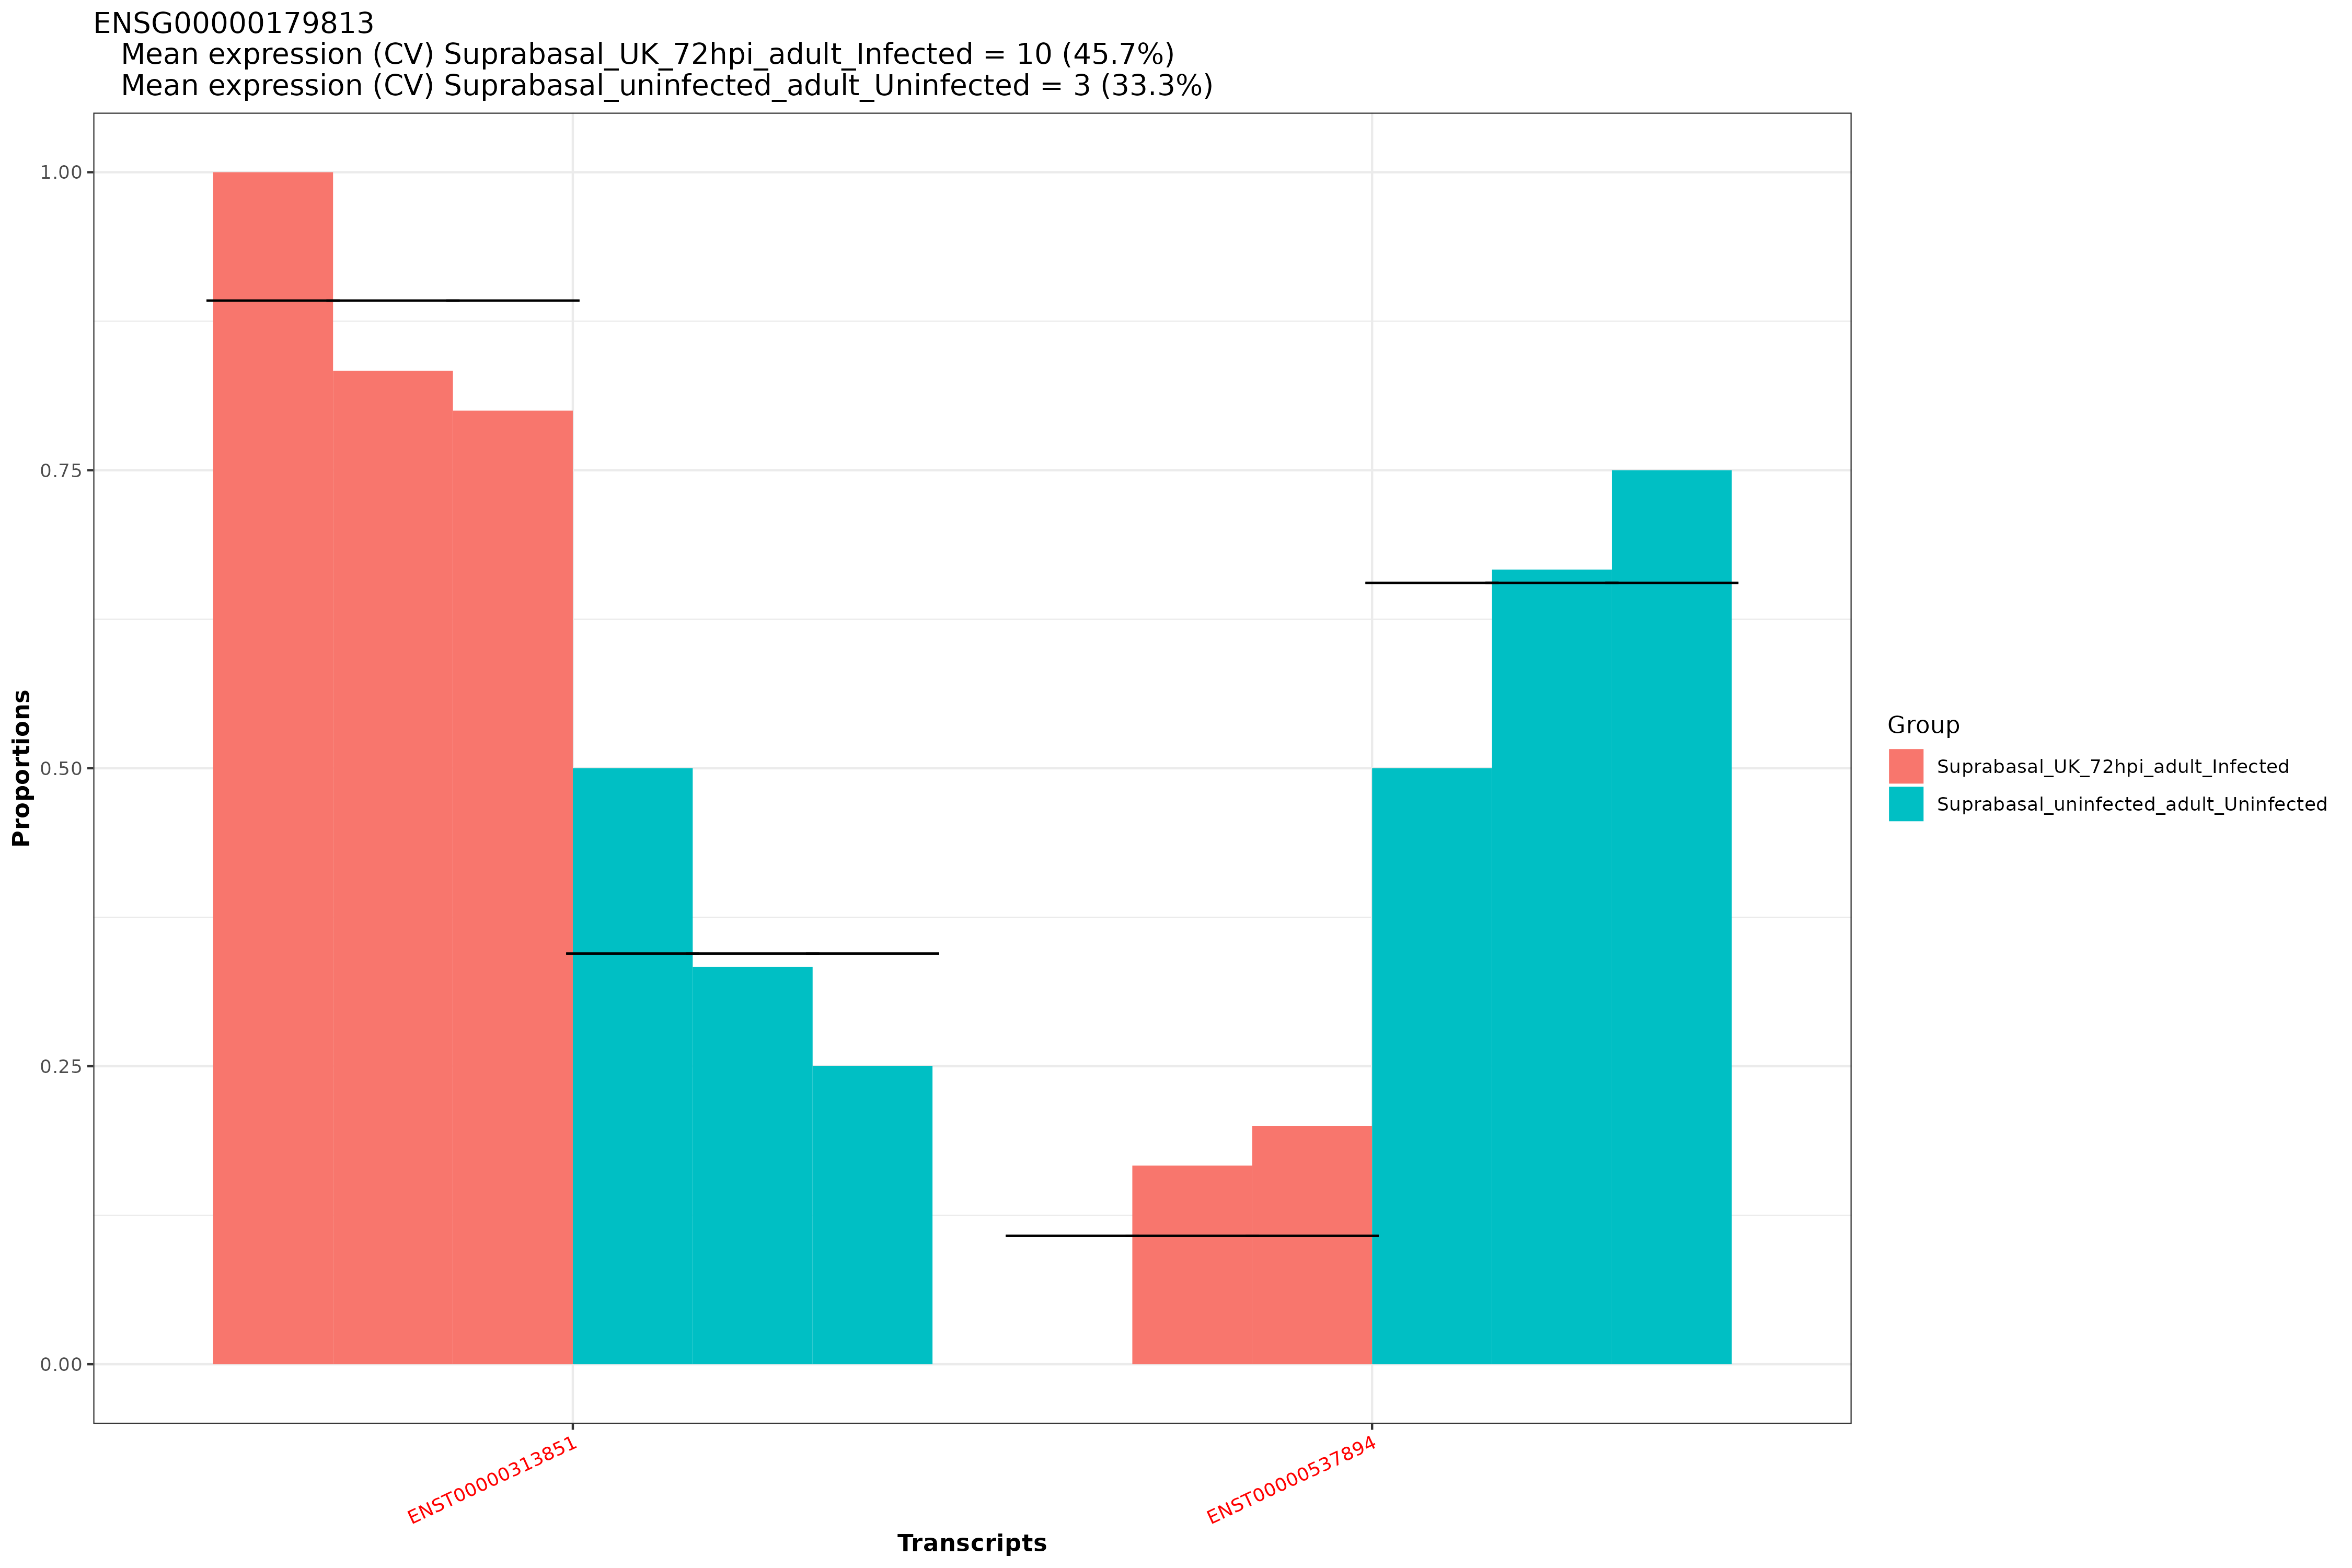 ENSG00000179813
Mean expression (CV) Suprabasal_UK_72hpi_adult_Infected = 10 (45.7%)
Mean expression (CV) Suprabasal_uninfected_adult_Uninfected = 3 (33.3%)
1.00
0.75
0.50
0.25
0.00
Proportions
ENST00000313851
ENST00000537894
Transcripts
Group
Suprabasal_UK_72hpi_adult_Infected
Suprabasal_uninfected_adult_Uninfected